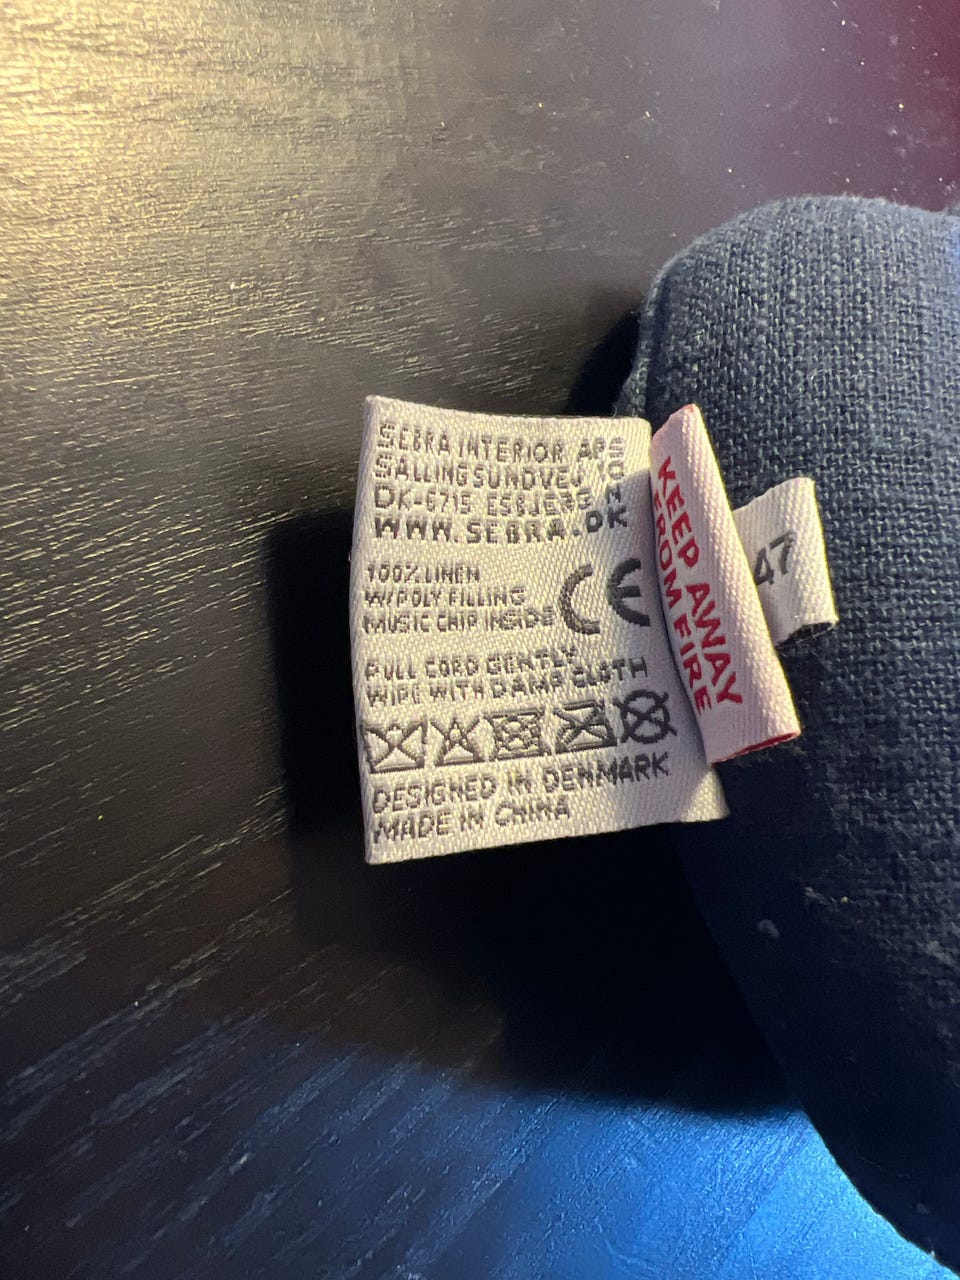 SEBRA INTERIOR APS
SALLINGSUNDVEJ
DK-6715 ESBJERG N
WWW.SEBRA.DK
100% LINEN
W/POLY FILLING
MUSIC CHIP INSIDE
CE
PULL CORD GENTLY
WIPE WITH DAMP CLOTH
DESIGNED IN DENMARK
MADE IN CHINA
KEEP AWAY
FROM FIRE
47